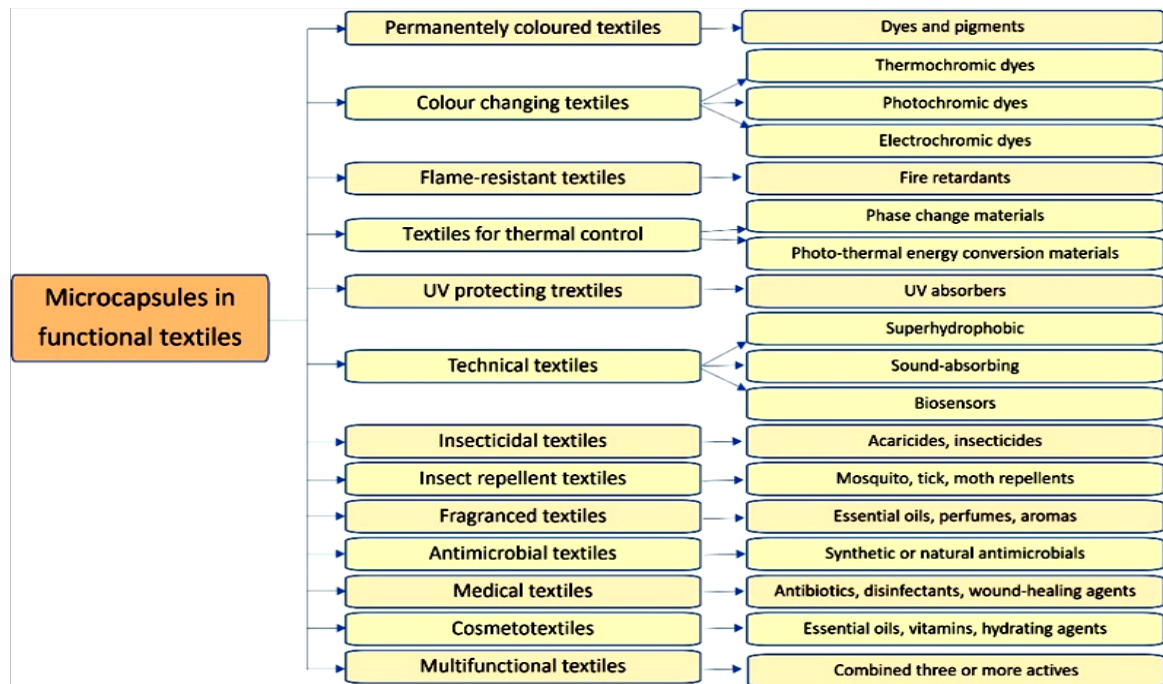 Permanentely coloured textiles
Dyes and pigments
Thermochromic dyes
Colour changing textiles
Photochromic dyes
Electrochromic dyes
Flame-resistant textiles
Fire retardants
Phase change materials
Textiles for thermal control
Photo-thermal energy conversion materials
Microcapsules in
functional textiles
UV protecting trextiles
UV absorbers
Superhydrophobic
Technical textiles
Sound-absorbing
Biosensors
Insecticidal textiles
Acaricides, insecticides
Insect repellent textiles
Mosquito, tick, moth repellents
Fragranced textiles
Essential oils, perfumes, aromas
Antimicrobial textiles
Synthetic or natural antimicrobials
Medical textiles
Antibiotics, disinfectants, wound-healing agents
Cosmetotextiles
Essential oils, vitamins, hydrating agents
Multifunctional textiles
Combined three or more actives